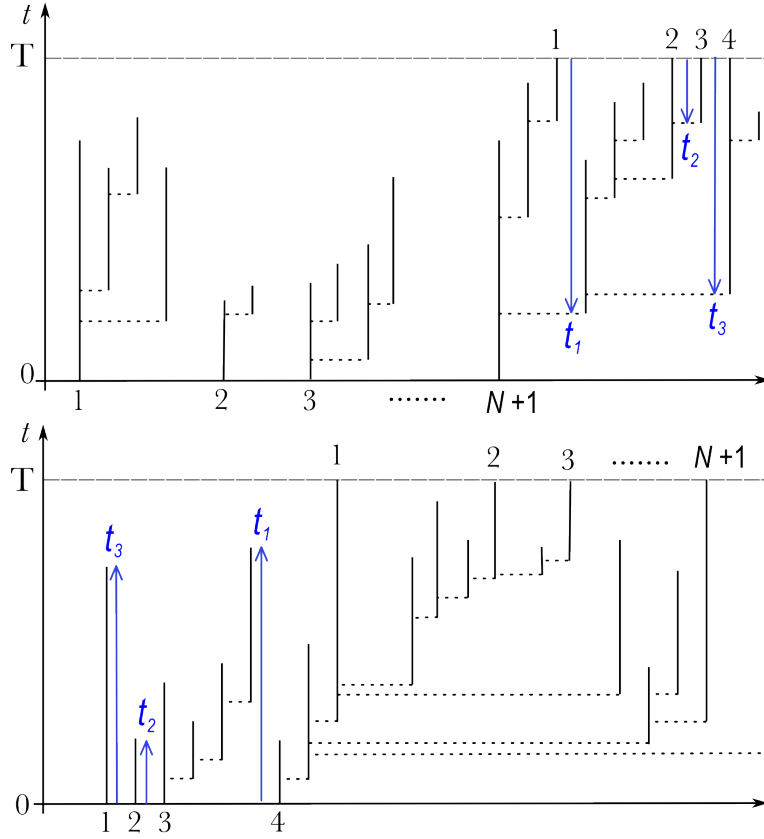 t
1 2 3 4
T
t₂
t₁ t₃
0
1 2 3 ........ N+1
t
1 2 3 ........ N+1
T
t₃ t₁
t₂
0
1 2 3 4